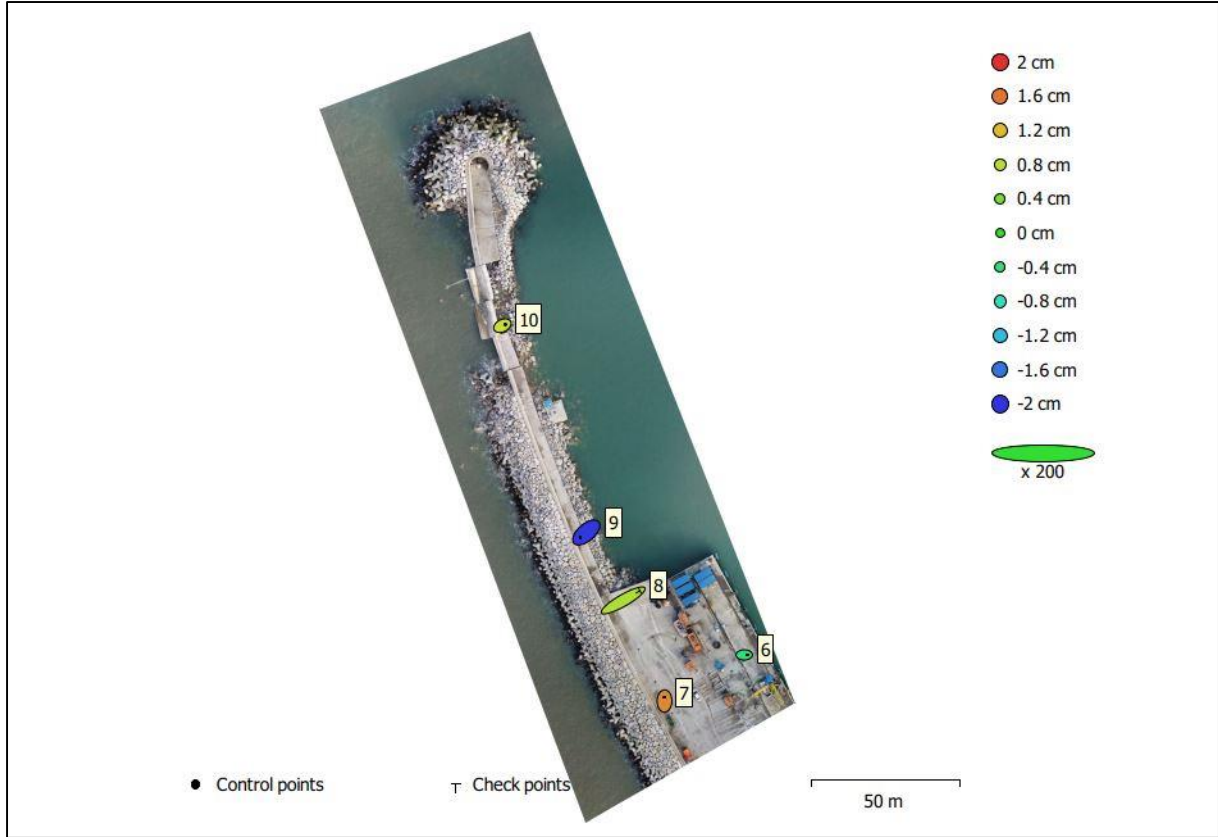 2 cm
1.6 cm
1.2 cm
0.8 cm
0.4 cm
0 cm
-0.4 cm
-0.8 cm
-1.2 cm
-1.6 cm
-2 cm
x 200
10
9
8
6
7
Control points
Check points
50 m